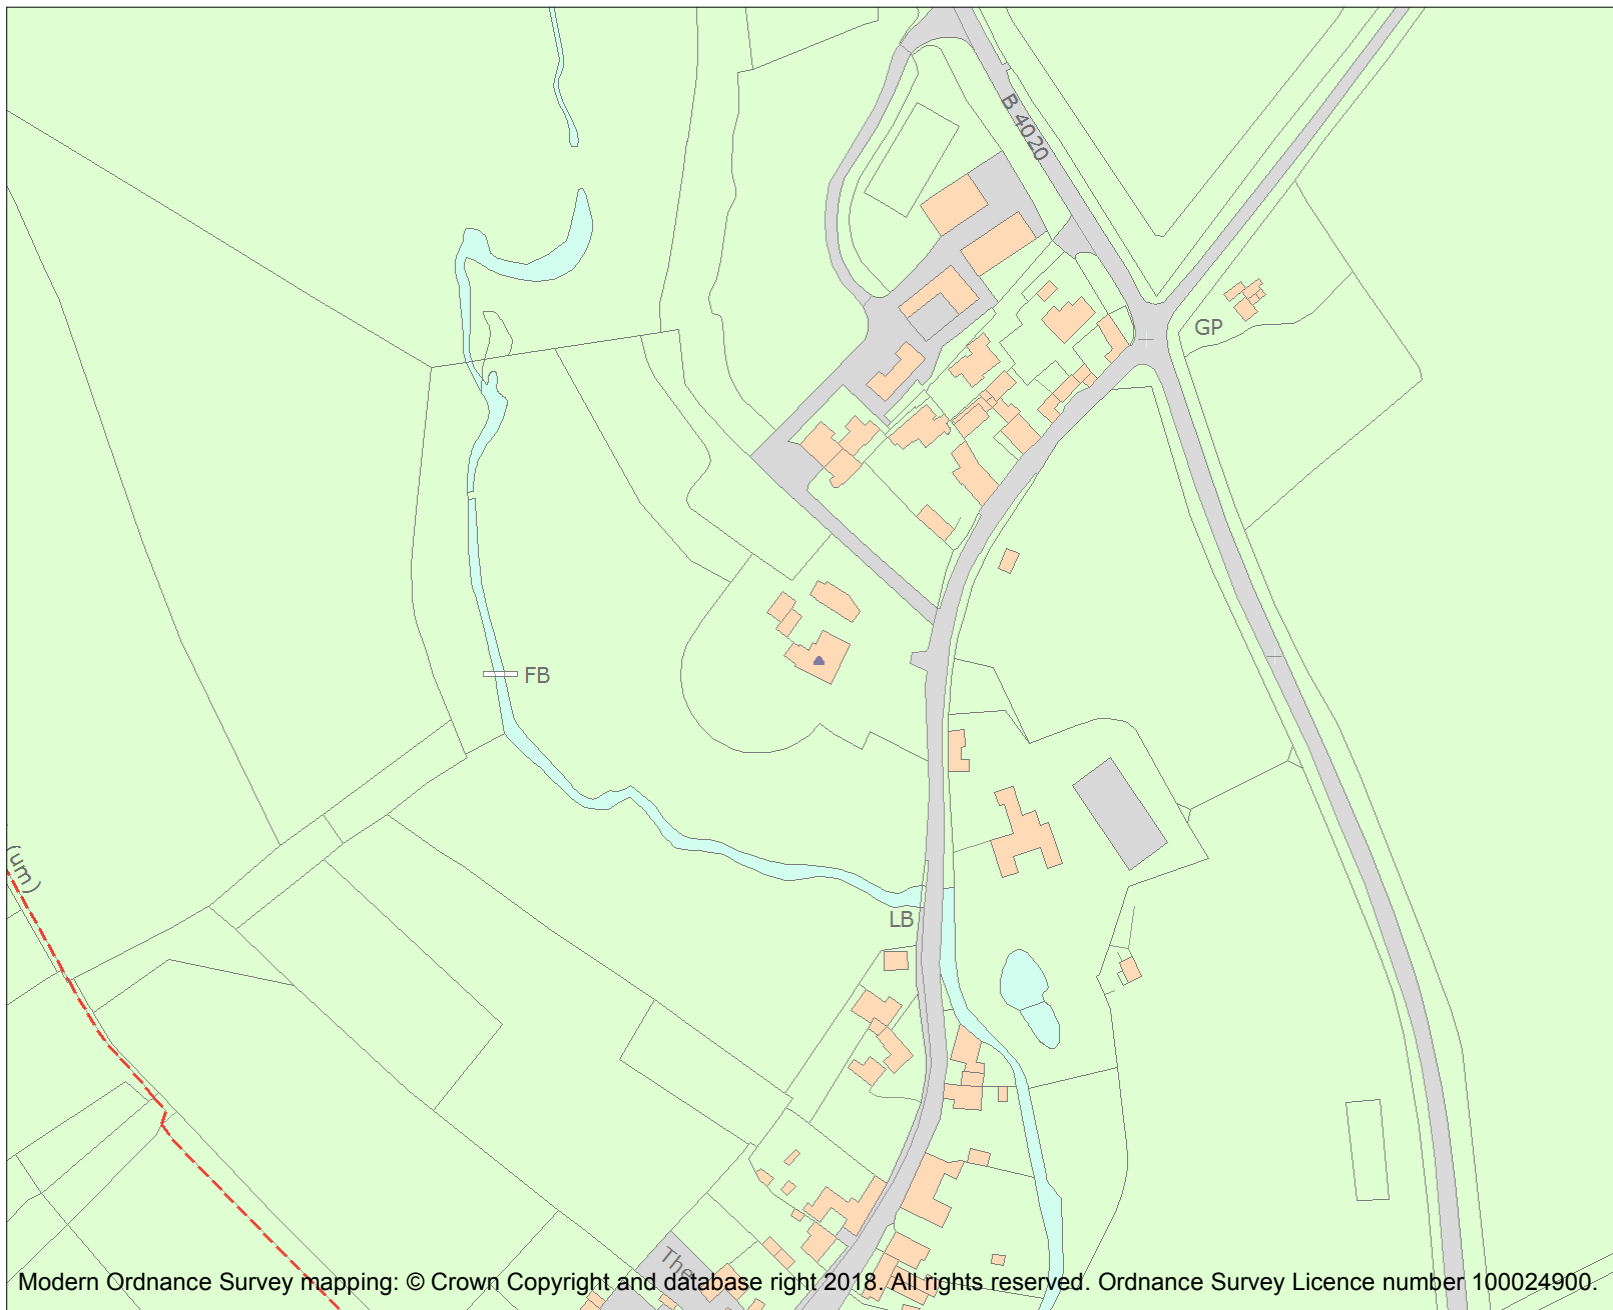 B 4020
GP
FB
(um)
LB
The
Modern Ordnance Survey mapping: © Crown Copyright and database right 2018. All rights reserved. Ordnance Survey Licence number 100024900.